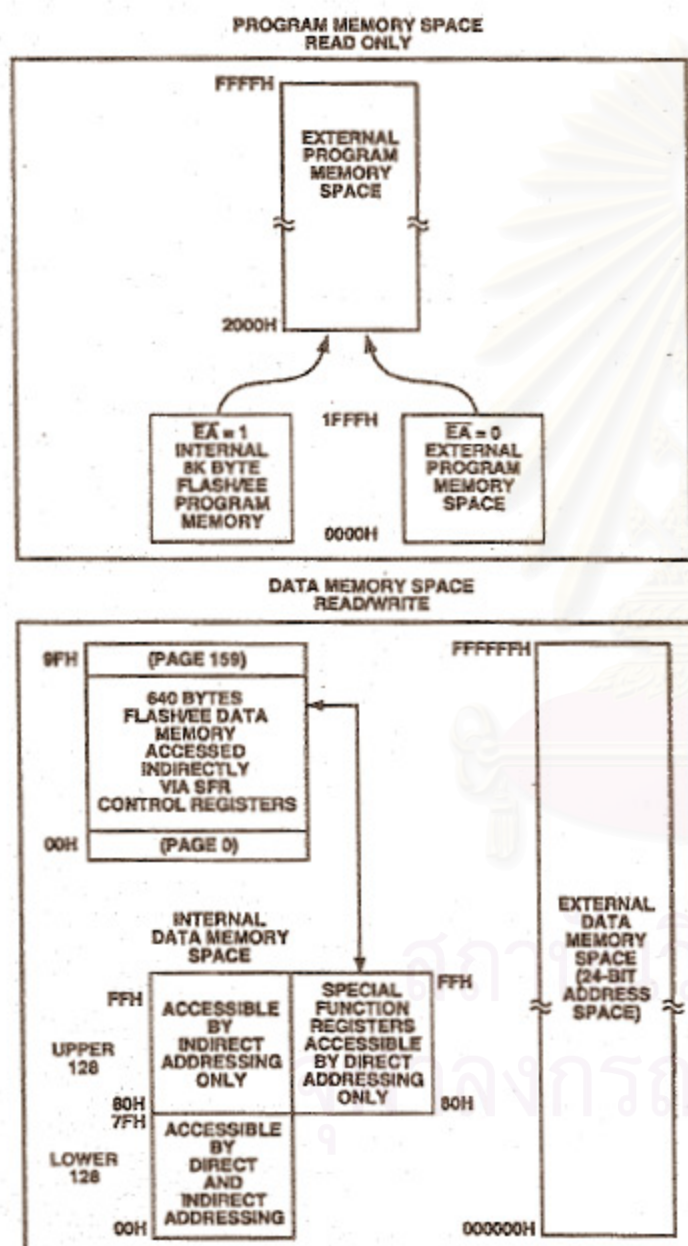 PROGRAM MEMORY SPACE
READ ONLY
FFFFH
EXTERNAL
PROGRAM
MEMORY
SPACE
2000H
EA = 1
INTERNAL
8K BYTE
FLASH/EE
PROGRAM
MEMORY
1FFFH
0000H
EA = 0
EXTERNAL
PROGRAM
MEMORY
SPACE
DATA MEMORY SPACE
READ/WRITE
9FH
(PAGE 159)
640 BYTES
FLASH/EE DATA
MEMORY
ACCESSED
INDIRECTLY
VIA SFR
CONTROL REGISTERS
00H
(PAGE 0)
INTERNAL
DATA MEMORY
SPACE
FFH
UPPER
128
80H
ACCESSIBLE
BY
INDIRECT
ADDRESSING
ONLY
SPECIAL
FUNCTION
REGISTERS
ACCESSIBLE
BY DIRECT
ADDRESSING
ONLY
FFH
80H
7FH
LOWER
128
00H
ACCESSIBLE
BY
DIRECT
AND
INDIRECT
ADDRESSING
FFFFFFH
EXTERNAL
DATA
MEMORY
SPACE
(24-BIT
ADDRESS
SPACE)
000000H